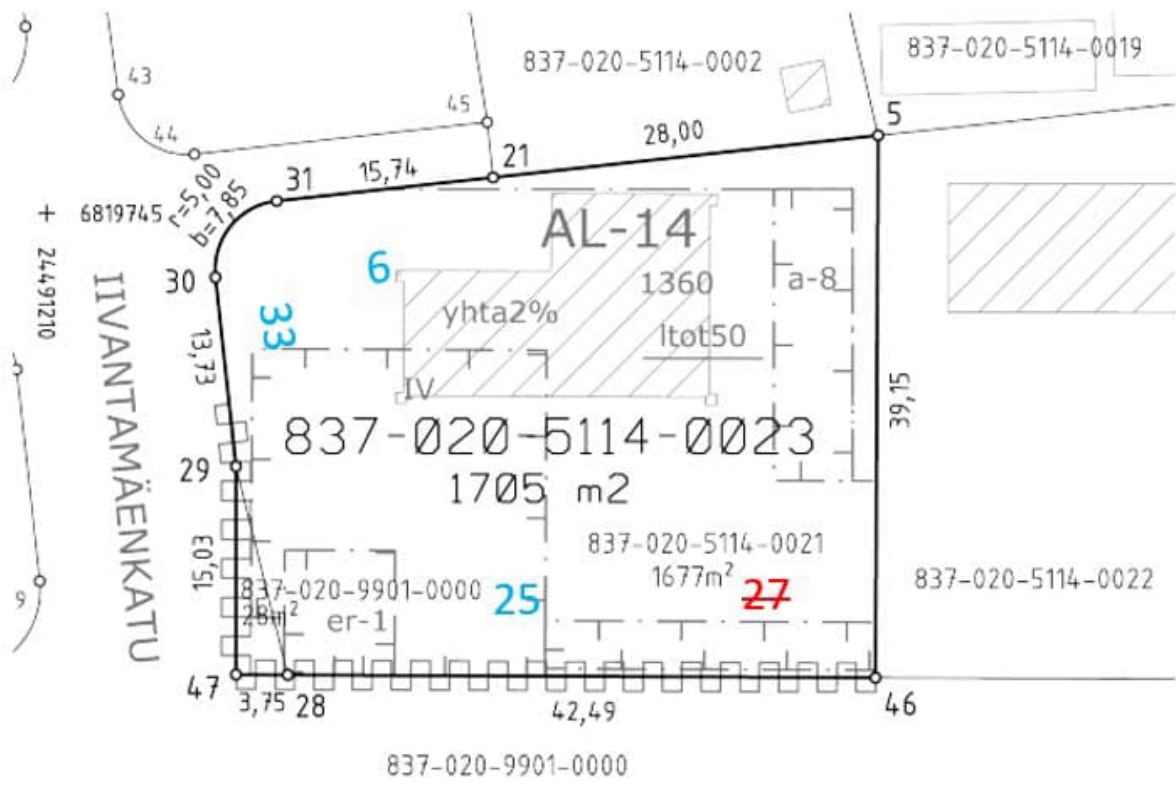 837-020-5114-0002
837-020-5114-0019
43
45
44
5
28,00
21
15,74
31
r=5,00
b=7,85
6819745
24491210
30
6
AL-14
1360
a-8
yhta2%
ltot50
33
13,73
IV
IIVANTAMÄENKATU
837-020-5114-0023
1705 m2
39,15
29
837-020-5114-0021
1677m²
27
15,03
837-020-9901-0000
28m²
er-1
25
837-020-5114-0022
9
47
3,75
28
42,49
46
837-020-9901-0000